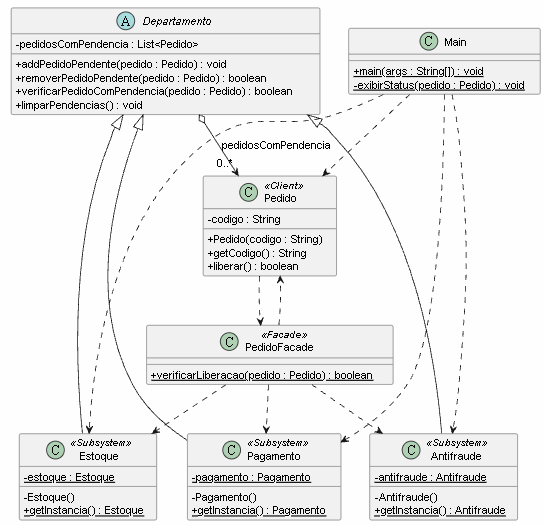 A Departamento
-pedidosComPendencia : List<Pedido>
+addPedidoPendente(pedido : Pedido) : void
+removerPedidoPendente(pedido : Pedido) : boolean
+verificarPedidoComPendencia(pedido : Pedido) : boolean
+limparPendencias() : void
C Main
+main(args : String[]) : void
-exibirStatus(pedido : Pedido) : void
pedidosComPendencia
0..*
«Client»
C Pedido
-codigo : String
+Pedido(codigo : String)
+getCodigo() : String
+liberar() : boolean
«Facade»
C PedidoFacade
+verificarLiberacao(pedido : Pedido) : boolean
«Subsystem»
C Estoque
-estoque : Estoque
-Estoque()
+getInstancia() : Estoque
«Subsystem»
C Pagamento
-pagamento : Pagamento
-Pagamento()
+getInstancia() : Pagamento
«Subsystem»
C Antifraude
-antifraude : Antifraude
-Antifraude()
+getInstancia() : Antifraude